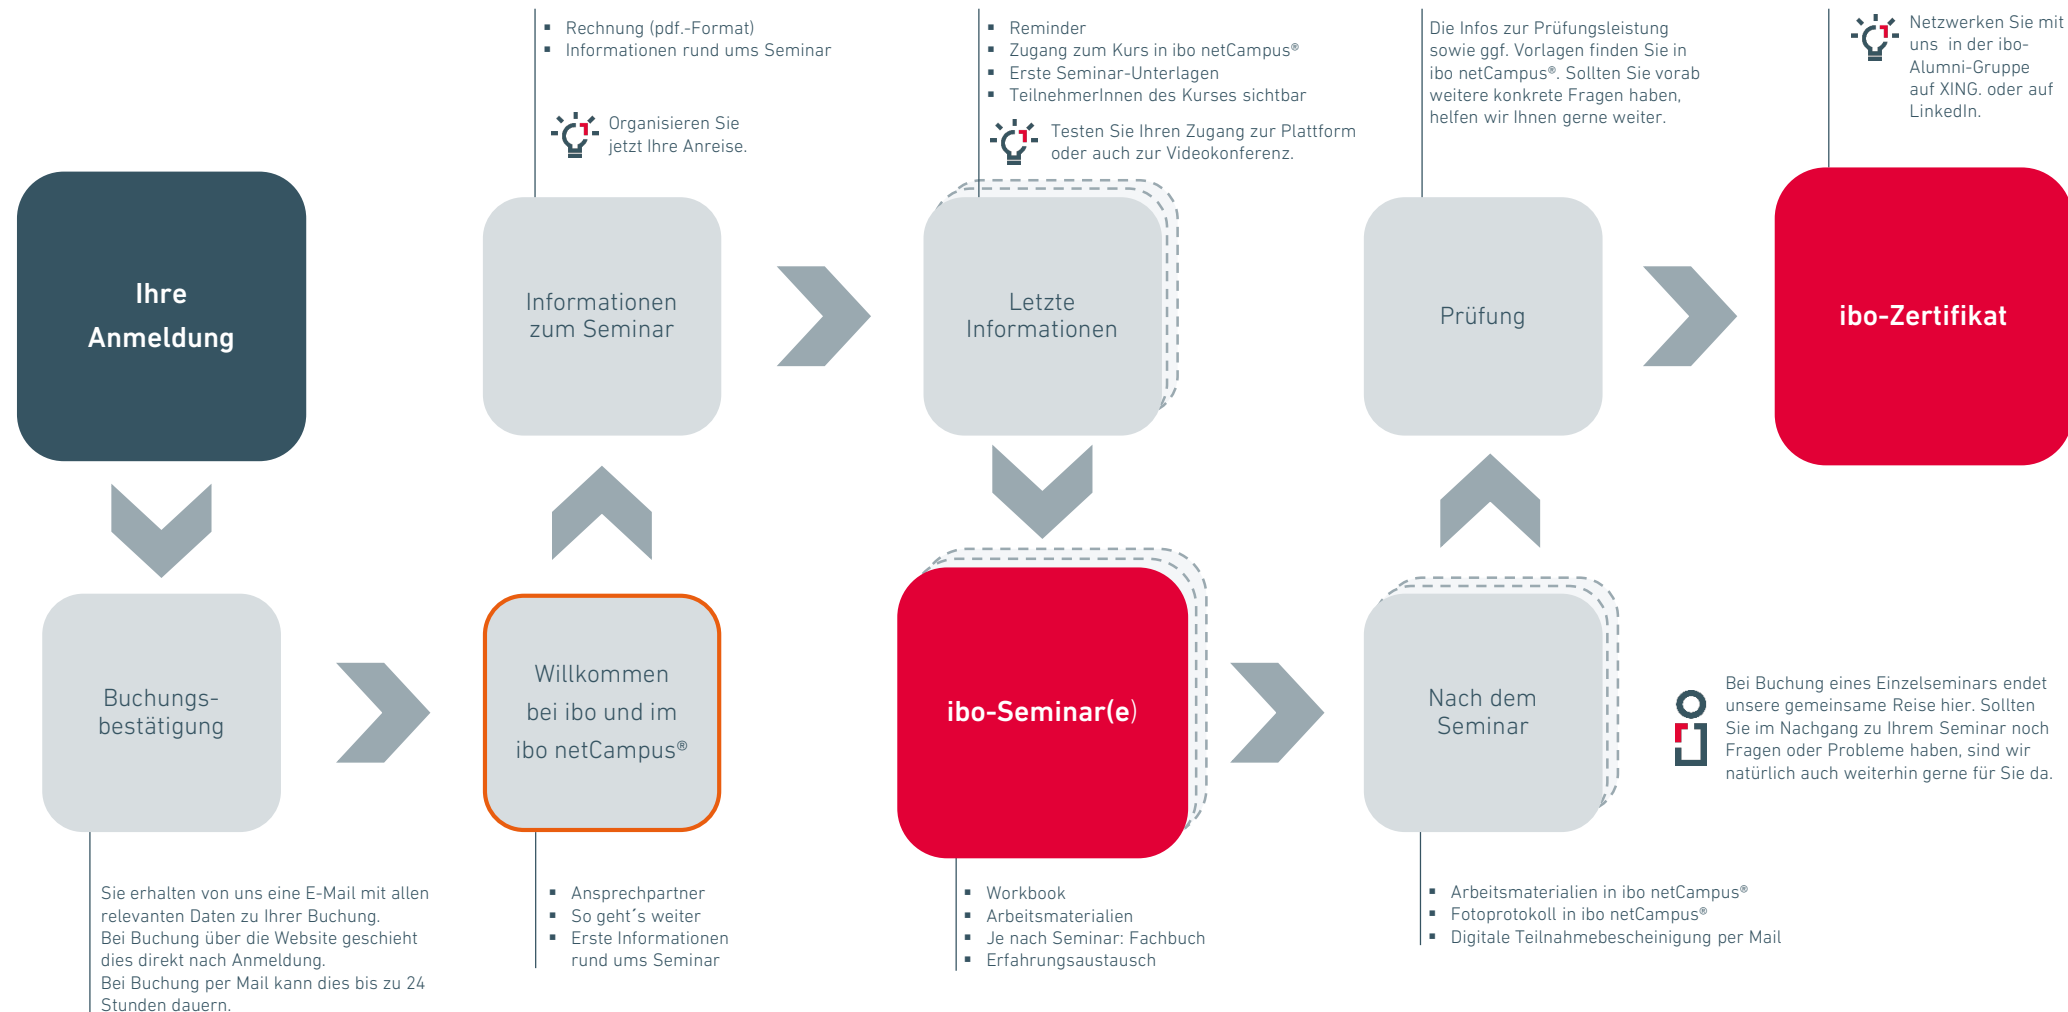 Ihre
Anmeldung
Buchungs-
bestätigung
Sie erhalten von uns eine E-Mail mit allen
relevanten Daten zu Ihrer Buchung.
Bei Buchung über die Website geschieht
dies direkt nach Anmeldung.
Bei Buchung per Mail kann dies bis zu 24
Stunden dauern.
Willkommen
bei ibo und im
ibo netCampus®
▪ Ansprechpartner
▪ So geht´s weiter
▪ Erste Informationen
rund ums Seminar
▪ Rechnung (pdf.-Format)
▪ Informationen rund ums Seminar
Organisieren Sie
jetzt Ihre Anreise.
Informationen
zum Seminar
▪ Reminder
▪ Zugang zum Kurs in ibo netCampus®
▪ Erste Seminar-Unterlagen
▪ TeilnehmerInnen des Kurses sichtbar
Testen Sie Ihren Zugang zur Plattform
oder auch zur Videokonferenz.
Letzte
Informationen
ibo-Seminar(e)
▪ Workbook
▪ Arbeitsmaterialien
▪ Je nach Seminar: Fachbuch
▪ Erfahrungsaustausch
Nach dem
Seminar
▪ Arbeitsmaterialien in ibo netCampus®
▪ Fotoprotokoll in ibo netCampus®
▪ Digitale Teilnahmebescheinigung per Mail
Bei Buchung eines Einzelseminars endet
unsere gemeinsame Reise hier. Sollten
Sie im Nachgang zu Ihrem Seminar noch
Fragen oder Probleme haben, sind wir
natürlich auch weiterhin gerne für Sie da.
Die Infos zur Prüfungsleistung
sowie ggf. Vorlagen finden Sie in
ibo netCampus®. Sollten Sie vorab
weitere konkrete Fragen haben,
helfen wir Ihnen gerne weiter.
Prüfung
Netzwerken Sie mit
uns  in der ibo-
Alumni-Gruppe
auf XING. oder auf
LinkedIn.
ibo-Zertifikat